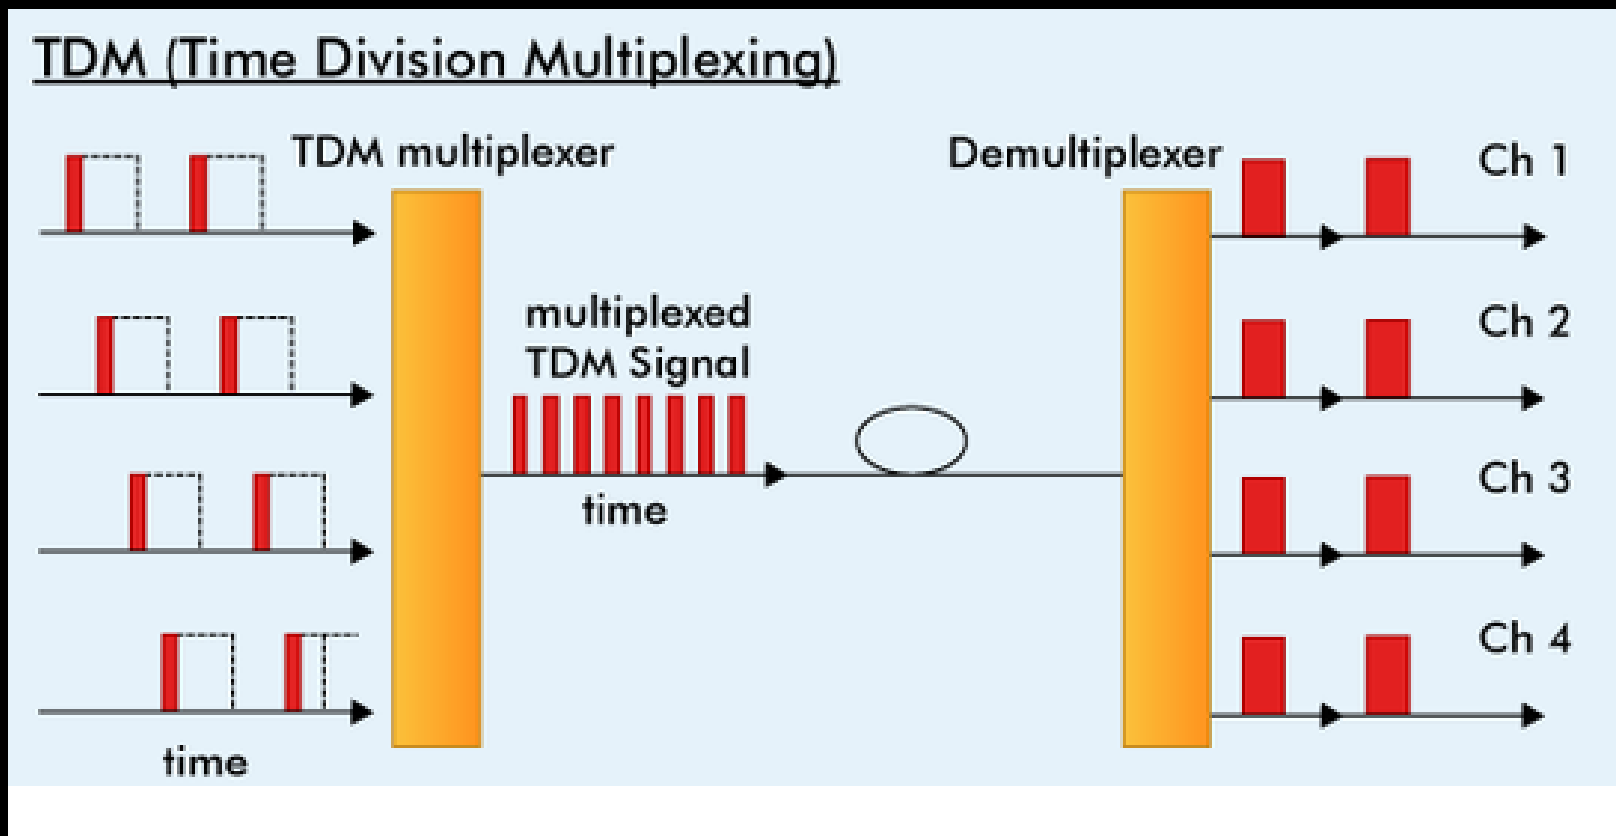 TDM (Time Division Multiplexing)
TDM multiplexer
Demultiplexer
Ch 1
multiplexed
TDM Signal
Ch 2
time
Ch 3
Ch 4
time